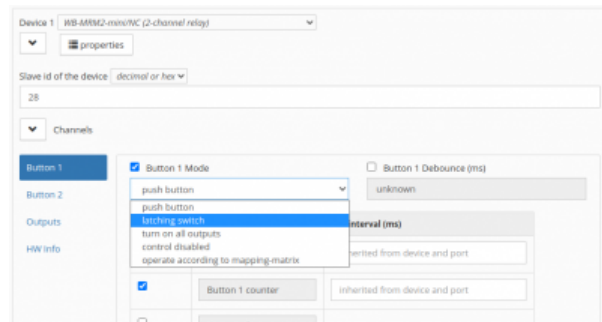 Device 1 WB-MRM2-mini/NC (2-channel relay)
properties
Slave id of the device decimal or hex
28
Channels
Button 1
Button 2
Outputs
HW Info
Button 1 Mode
Button 1 Debounce (ms)
push button
unknown
push button
latching switch
turn on all outputs
control disabled
operate according to mapping-matrix
interval (ms)
inherited from device and port
Button 1 counter
inherited from device and port